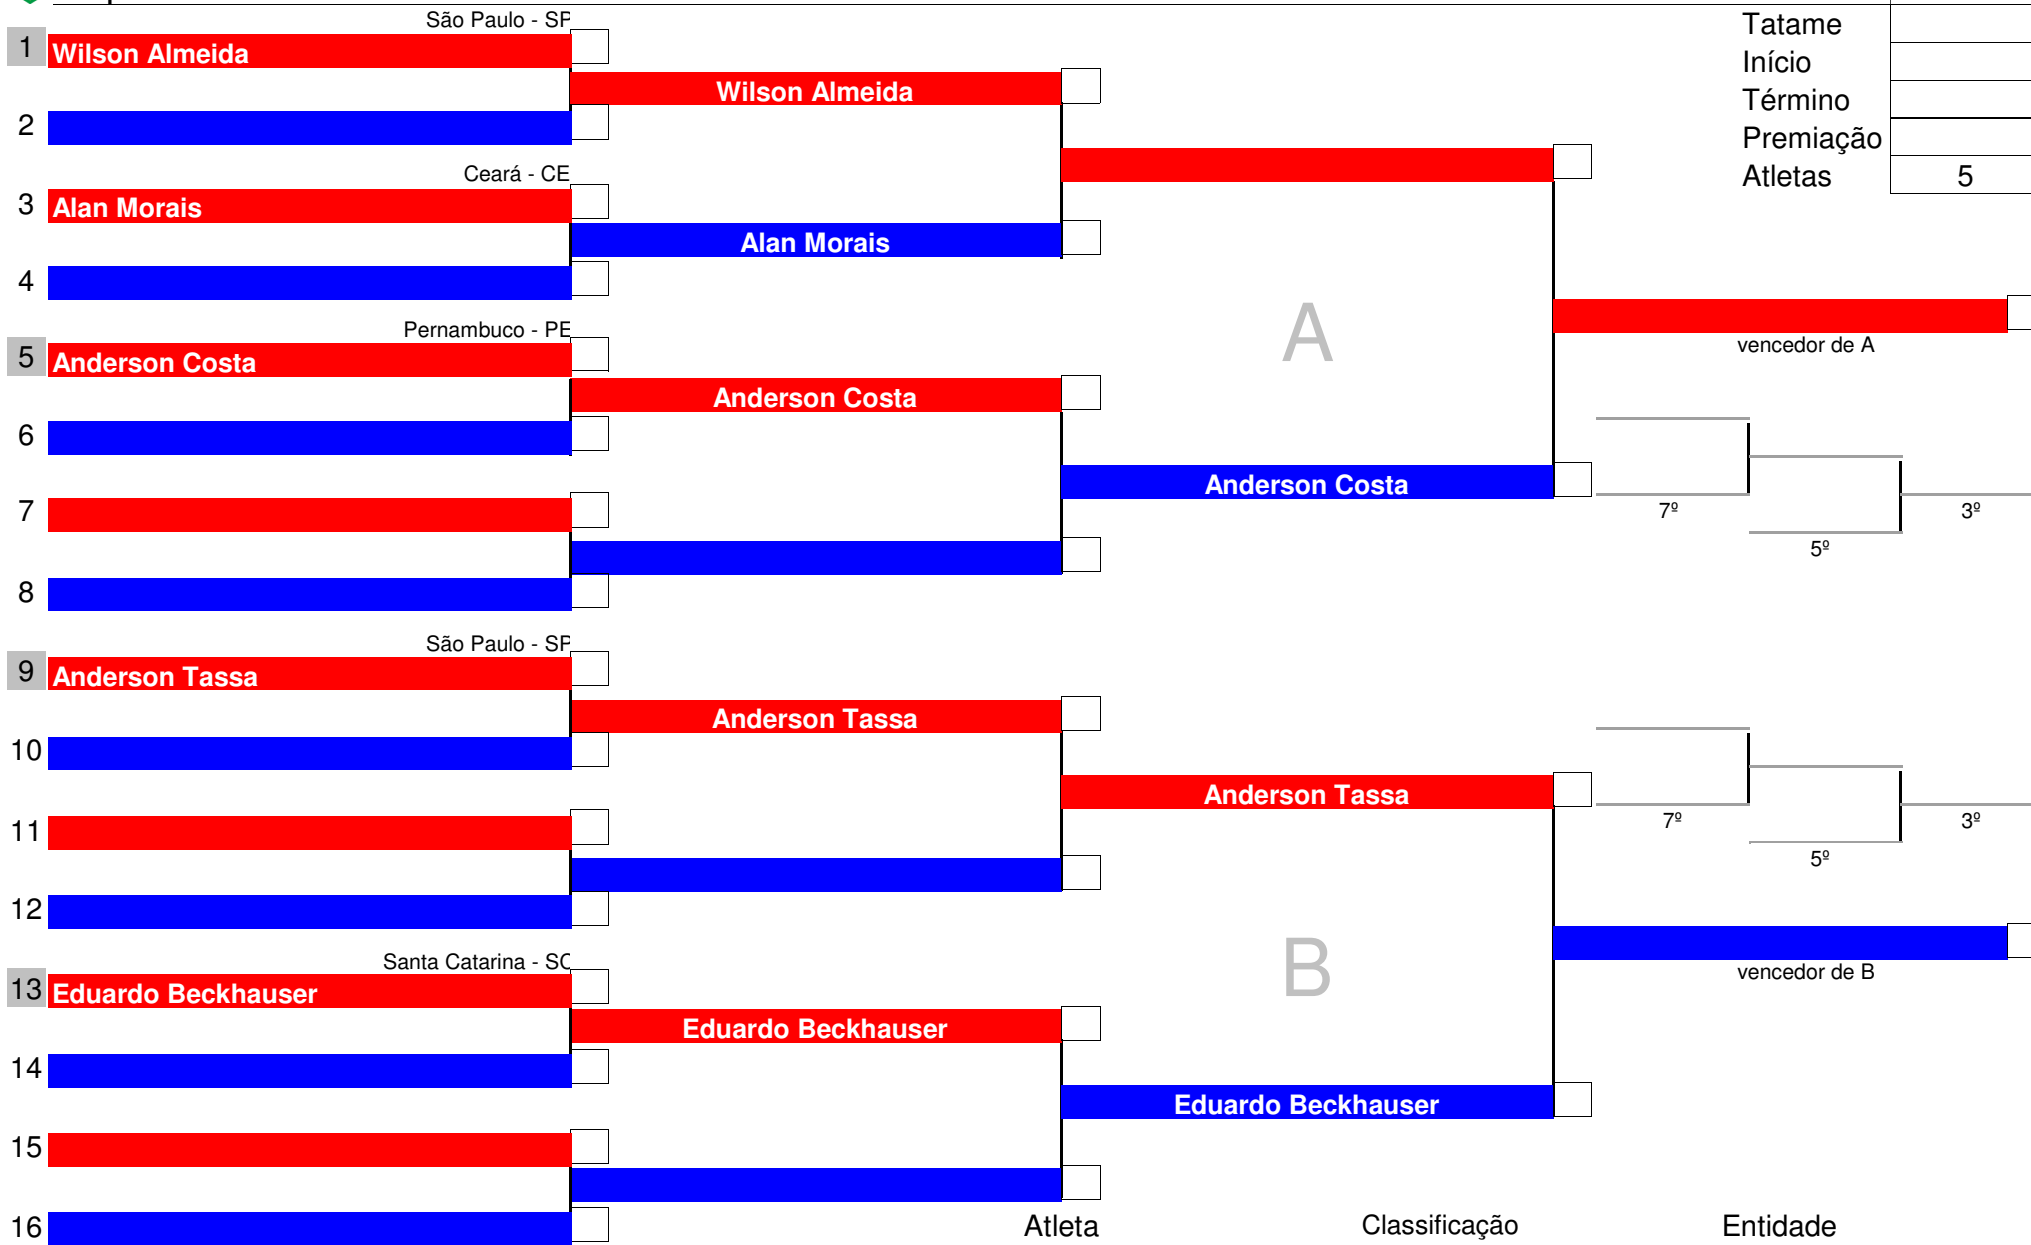 São Paulo - SP
Tatame
1 Wilson Almeida
Início
Wilson Almeida
Término
2
Premiação
Ceará - CE
Atletas 5
3 Alan Morais
Alan Morais
4
A
Pernambuco - PE
vencedor de A
5 Anderson Costa
Anderson Costa
6
Anderson Costa
7
7º
3º
5º
8
São Paulo - SP
9 Anderson Tassa
Anderson Tassa
10
Anderson Tassa
11
7º
3º
5º
12
B
Santa Catarina - SC
vencedor de B
13 Eduardo Beckhauser
Eduardo Beckhauser
14
Eduardo Beckhauser
15
16
Atleta Classificação Entidade